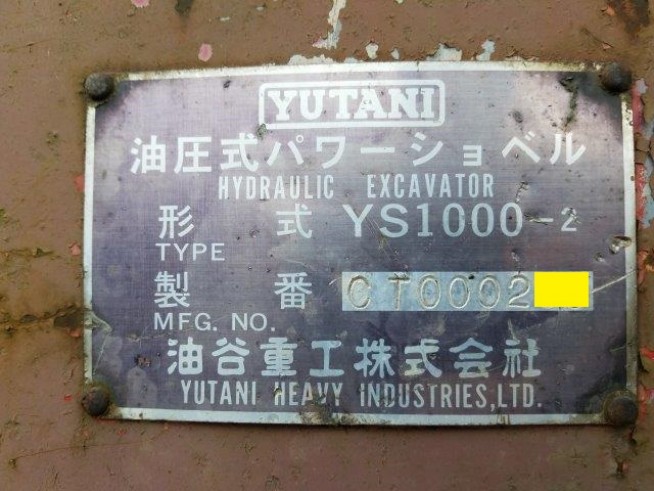 YUTANI
油圧式パワーショベル
HYDRAULIC EXCAVATOR
形式 YS1000-2
TYPE
製番 CT0002
MFG. NO.
油谷重工株式会社
YUTANI HEAVY INDUSTRIES,LTD.